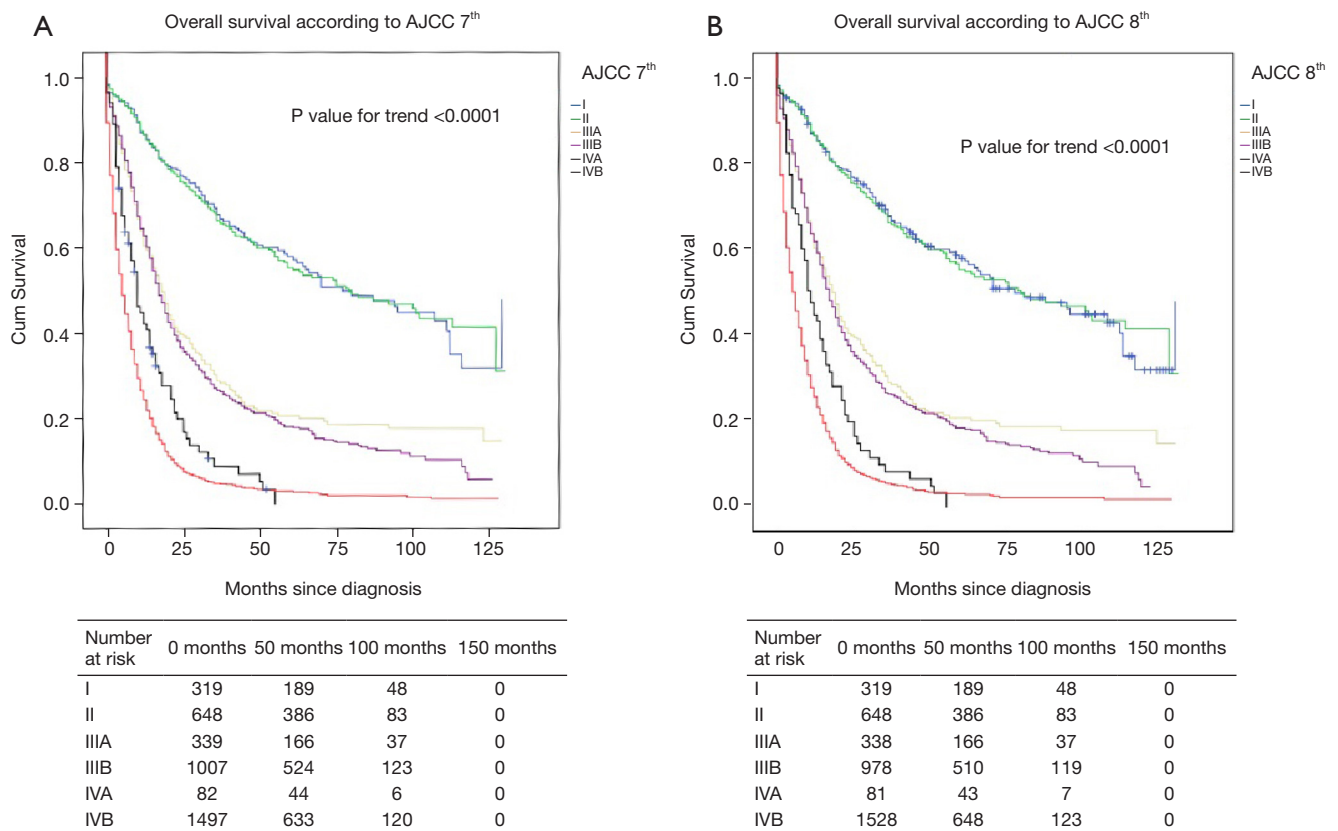 A
Overall survival according to AJCC 7th
1.0
0.8
0.6
0.4
0.2
0.0
Cum Survival
P value for trend <0.0001
AJCC 7th
I
II
IIIA
IIIB
IVA
IVB
0 25 50 75 100 125
Months since diagnosis
Number at risk 0 months 50 months 100 months 150 months
I 319 189 48 0
II 648 386 83 0
IIIA 339 166 37 0
IIIB 1007 524 123 0
IVA 82 44 6 0
IVB 1497 633 120 0
B
Overall survival according to AJCC 8th
1.0
0.8
0.6
0.4
0.2
0.0
Cum Survival
P value for trend <0.0001
AJCC 8th
I
II
IIIA
IIIB
IVA
IVB
0 25 50 75 100 125
Months since diagnosis
Number at risk 0 months 50 months 100 months 150 months
I 319 189 48 0
II 648 386 83 0
IIIA 338 166 37 0
IIIB 978 510 119 0
IVA 81 43 7 0
IVB 1528 648 123 0